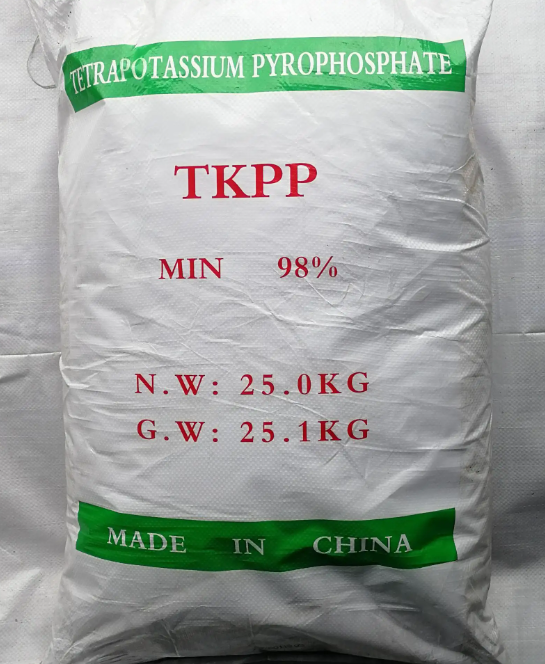 TETRAPOTASSIUM PYROPHOSPHATE
TKPP
MIN 98%
N.W: 25.0KG
G.W: 25.1KG
MADE IN CHINA